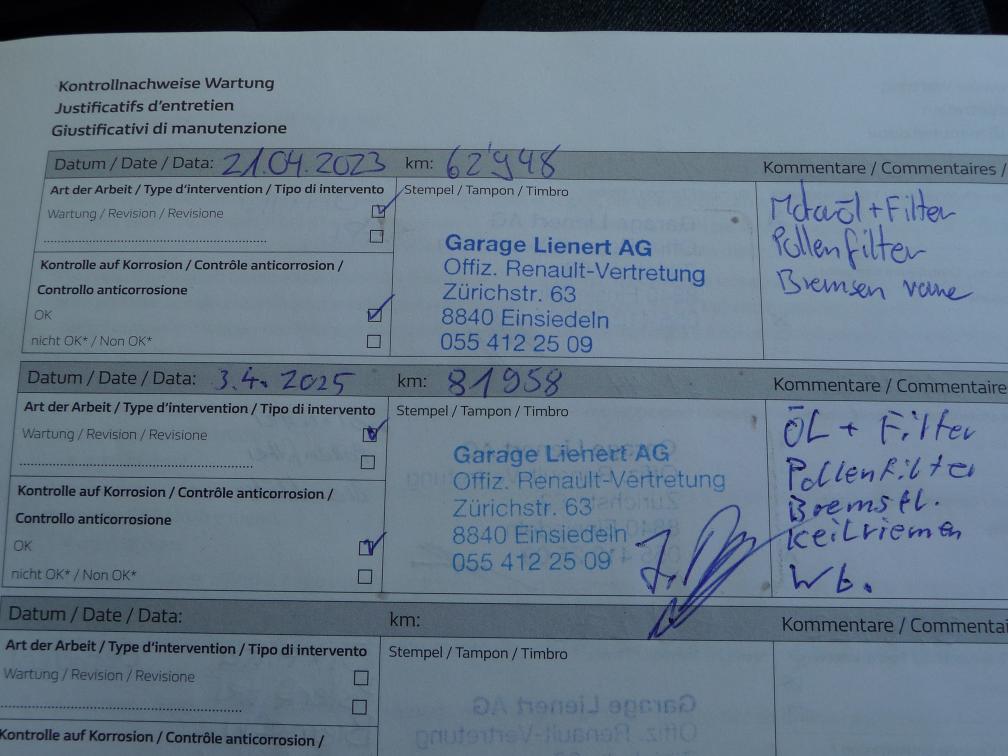 Kontrollnachweise Wartung
Justificatifs d'entretien
Giustificativi di manutenzione
Datum / Date / Data: 21.04.2023 km: 62'948 Kommentare / Commentaires /
Art der Arbeit / Type d'intervention / Tipo di intervento Stempel / Tampon / Timbro
Wartung / Revision / Revisione
Kontrolle auf Korrosion / Contrôle anticorrosion /
Controllo anticorrosione
OK
nicht OK* / Non OK*
Garage Lienert AG
Offiz. Renault-Vertretung
Zürichstr. 63
8840 Einsiedeln
055 412 25 09
Motoröl + Filter
Pollenfilter
Bremsen
Datum / Date / Data: 3.4. 2025 km: 81958 Kommentare / Commentaire
Art der Arbeit / Type d'intervention / Tipo di intervento Stempel / Tampon / Timbro
Wartung / Revision / Revisione
Kontrolle auf Korrosion / Contrôle anticorrosion /
Controllo anticorrosione
OK
nicht OK* / Non OK*
Garage Lienert AG
Offiz. Renault-Vertretung
Zürichstr. 63
8840 Einsiedeln
055 412 25 09
ÖL + Filter
Pollenfilter
Bremsfl.
Keilriemen
Wb.
Datum / Date / Data: km: Kommentare / Commentai
Art der Arbeit / Type d'intervention / Tipo di intervento Stempel / Tampon / Timbro
Wartung / Revision / Revisione
Kontrolle auf Korrosion / Contrôle anticorrosion /